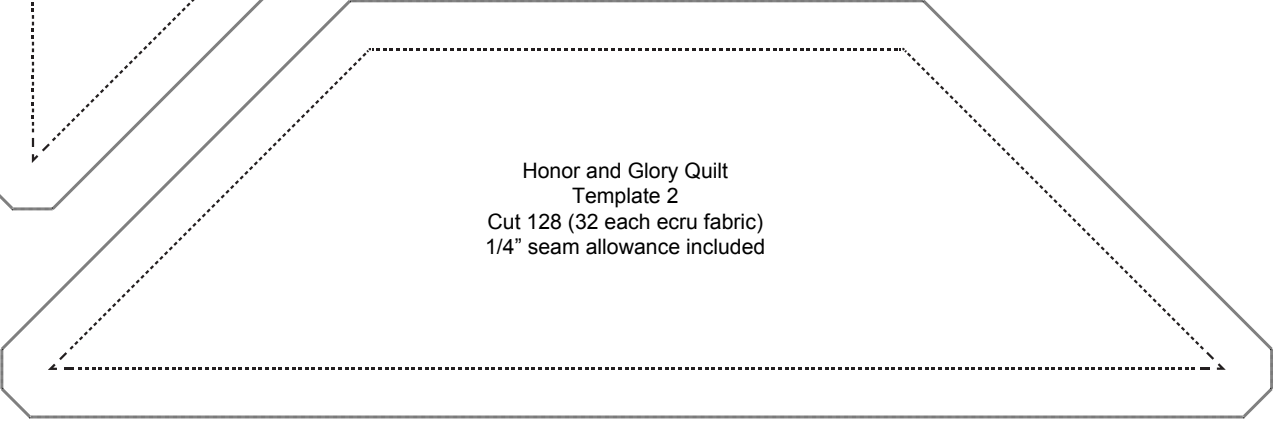 Honor and Glory Quilt
Template 2
Cut 128 (32 each ecru fabric)
1/4” seam allowance included